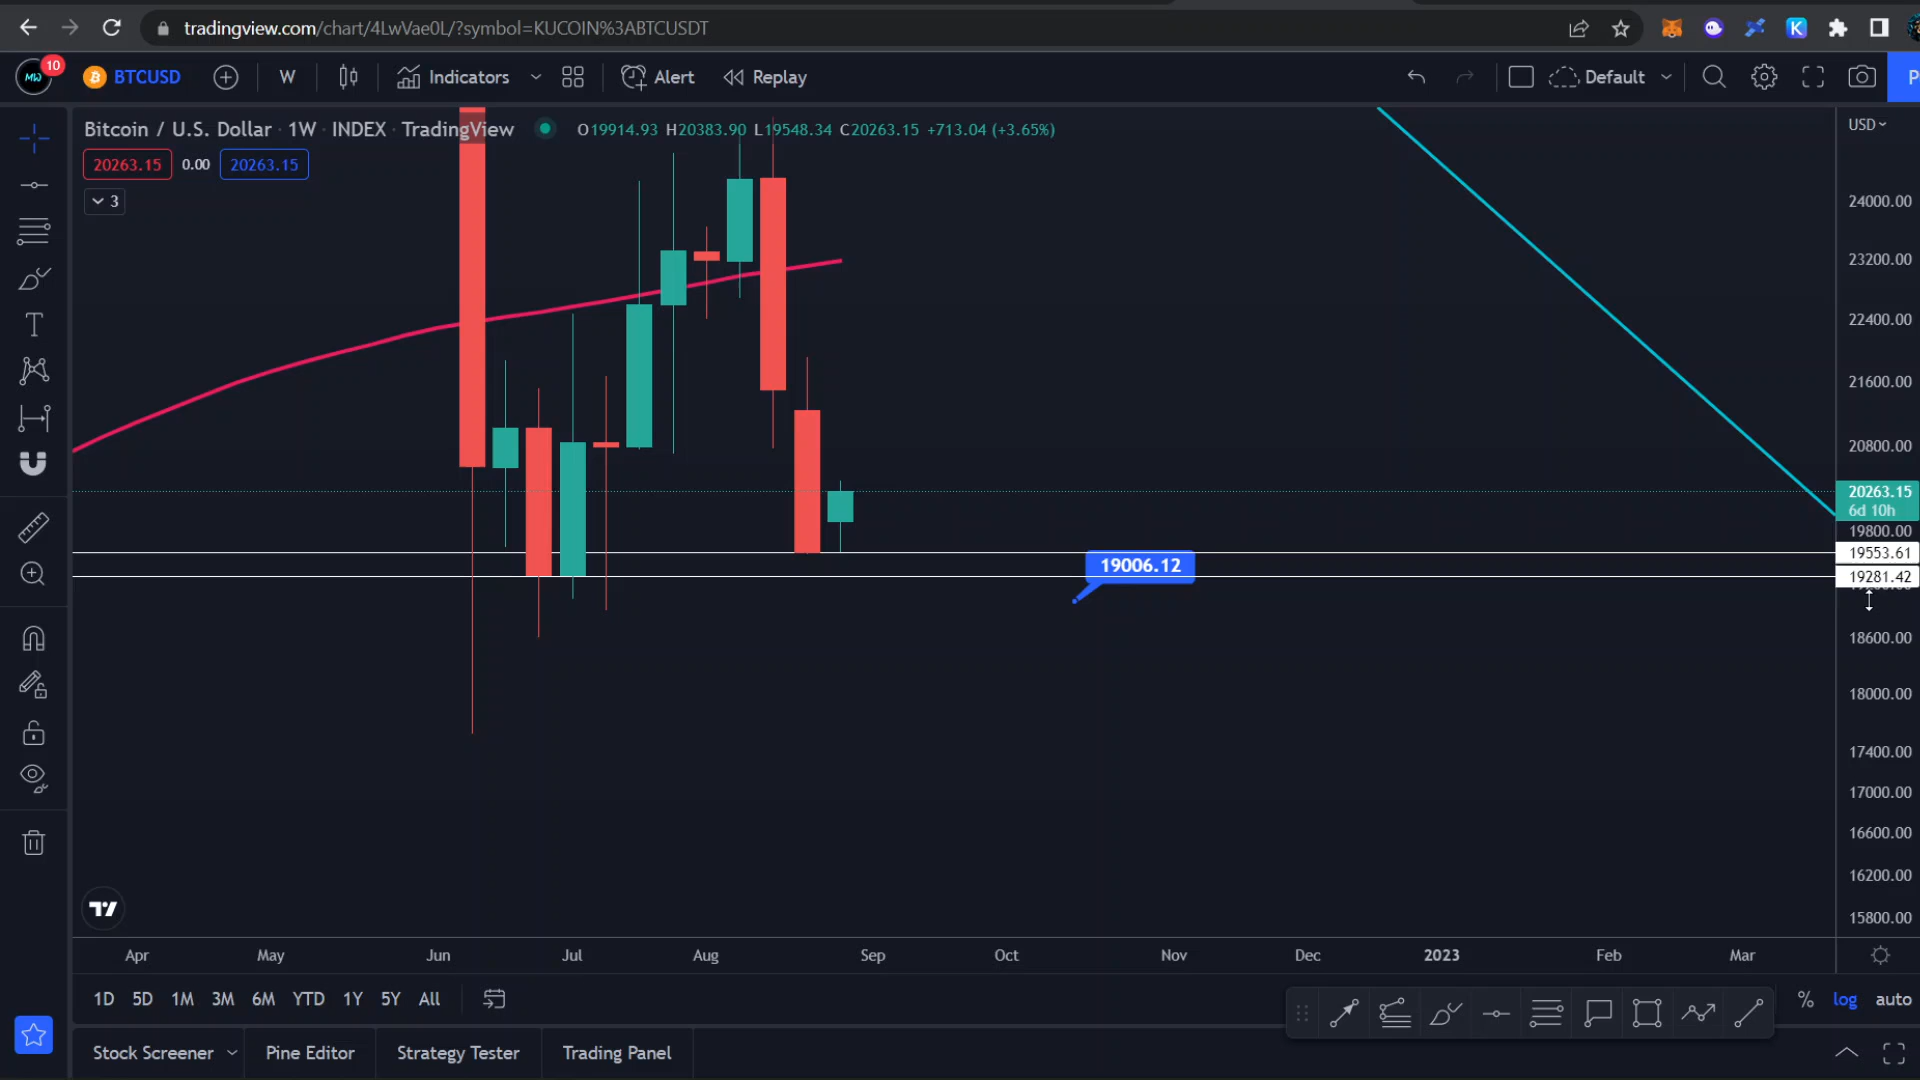 tradingview.com/chart/4LwVae0L/?symbol=KUCOIN%3ABTCUSDT
K
MW 10 BTCUSD W Indicators Alert Replay Default P
Bitcoin / U.S. Dollar · 1W · INDEX · TradingView O19914.93 H20383.90 L19548.34 C20263.15 +713.04 (+3.65%)
USD
20263.15 0.00 20263.15
3
24000.00
23200.00
22400.00
21600.00
20800.00
20263.15
6d 10h
19800.00
19553.61
19281.42
19006.12
18600.00
18000.00
17400.00
17000.00
16600.00
16200.00
15800.00
Apr May Jun Jul Aug Sep Oct Nov Dec 2023 Feb Mar
1D 5D 1M 3M 6M YTD 1Y 5Y All
% log auto
Stock Screener Pine Editor Strategy Tester Trading Panel